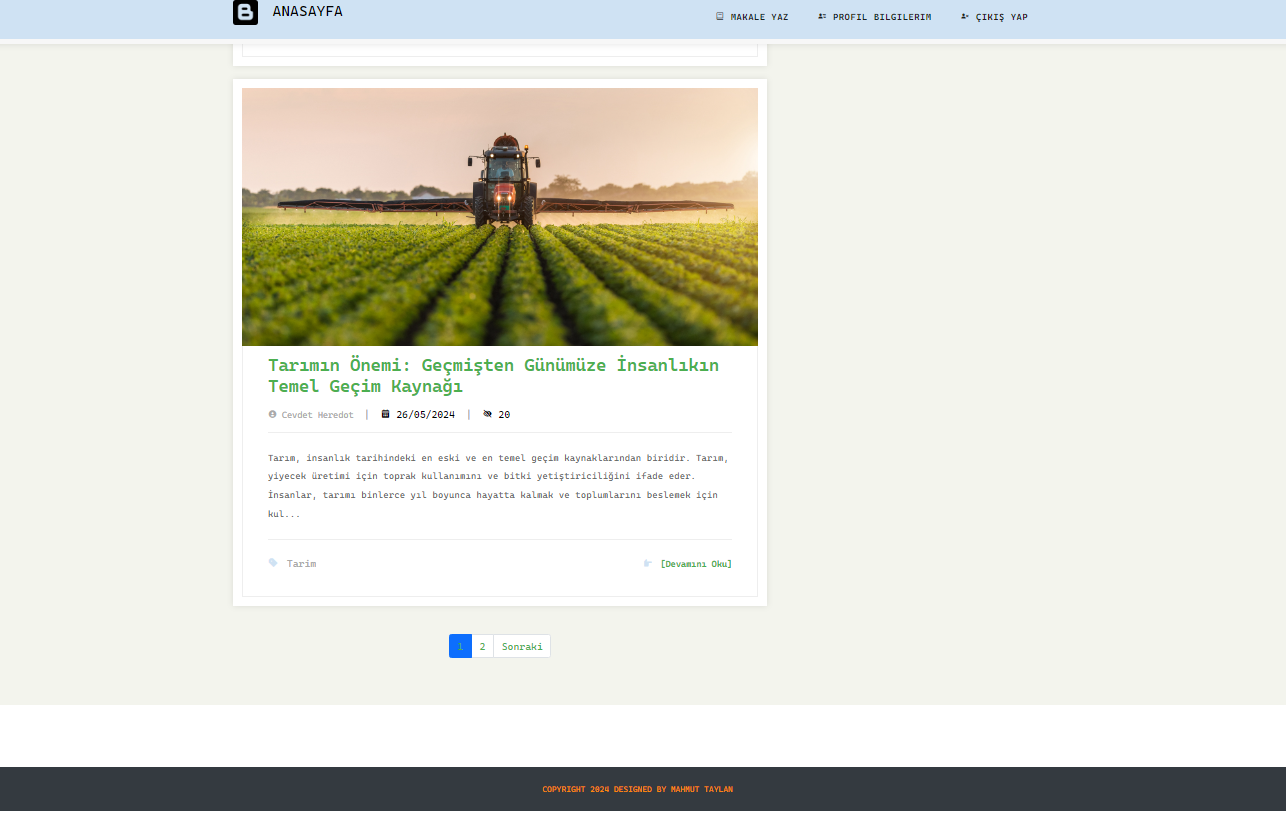 ANASAYFA
MAKALE YAZ
PROFIL BILGILERIM
ÇIKIŞ YAP
Tarımın Önemi: Geçmişten Günümüze İnsanlıkın
Temel Geçim Kaynağı
Cevdet Heredot | 26/05/2024 | 20
Tarım, insanlık tarihindeki en eski ve en temel geçim kaynaklarından biridir. Tarım,
yiyecek üretimi için toprak kullanımını ve bitki yetiştiriciliğini ifade eder.
İnsanlar, tarımı binlerce yıl boyunca hayatta kalmak ve toplumlarını beslemek için
kul...
Tarim
[Devamını Oku]
1 2 Sonraki
COPYRIGHT 2024 DESIGNED BY MAHMUT TAYLAN